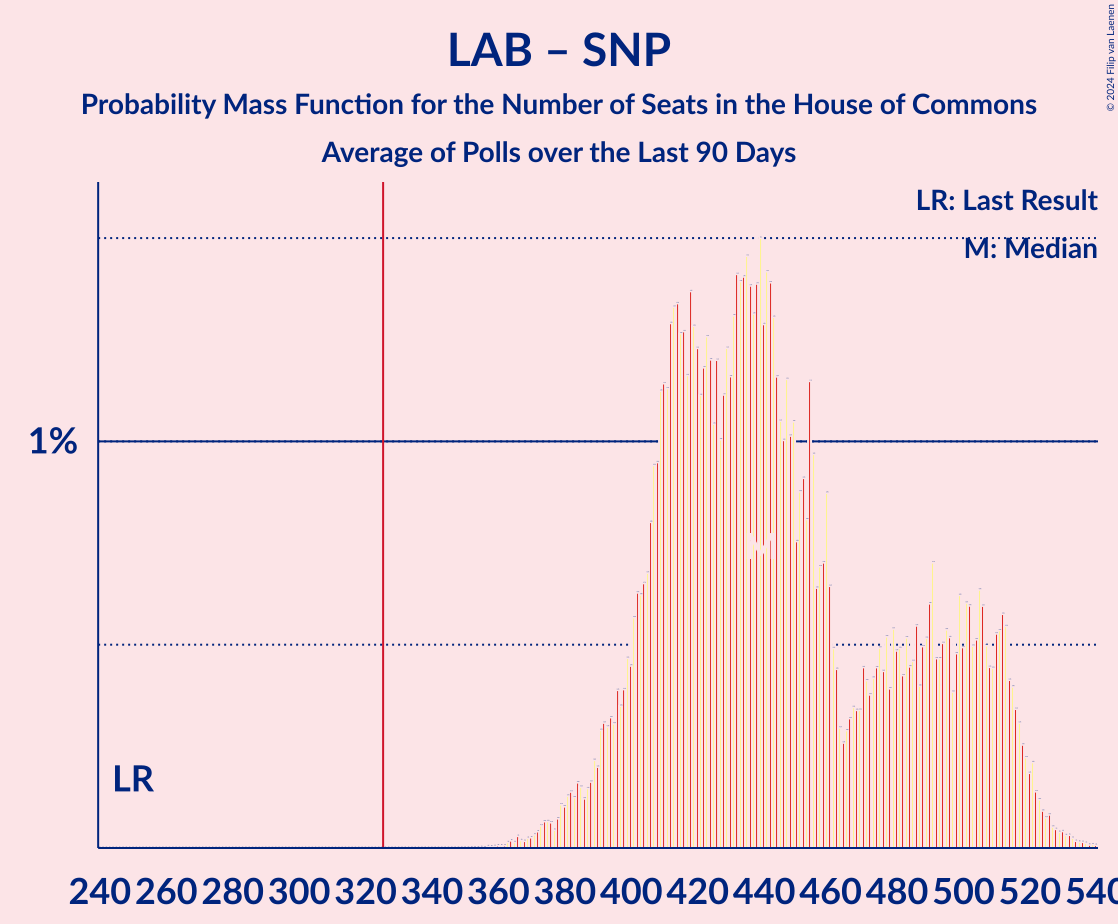 LAB – SNP
Probability Mass Function for the Number of Seats in the House of Commons
Average of Polls over the Last 90 Days
© 2024 Filip van Laenen
LR: Last Result
M: Median
1%
M
LR
240 260 280 300 320 340 360 380 400 420 440 460 480 500 520 540